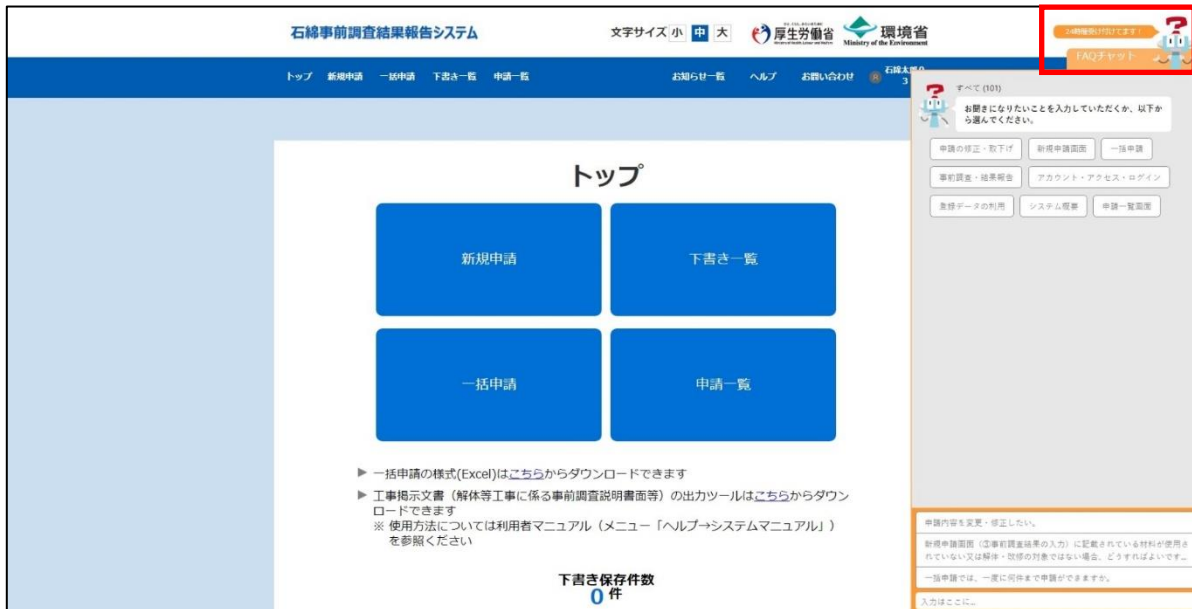 石綿事前調査結果報告システム
文字サイズ 小 中 大
厚生労働省
環境省
Ministry of the Environment
24時間受け付けてます！
FAQチャット
トップ 新規申請 一括申請 下書き一覧 申請一覧 お知らせ一覧 ヘルプ お問い合わせ
トップ
新規申請
下書き一覧
一括申請
申請一覧
▶ 一括申請の様式(Excel)はこちらからダウンロードできます
▶ 工事掲示文書（解体等工事に係る事前調査説明書面等）の出力ツールはこちらからダウン
ロードできます
※ 使用方法については利用者マニュアル（メニュー「ヘルプ→システムマニュアル」）
を参照ください
下書き保存件数
0 件
すべて (101)
お聞きになりたいことを入力していただくか、以下か
ら選んでください。
申請の修正・取下げ 新規申請画面 一括申請
事前調査・結果報告 アカウント・アクセス・ログイン
登録データの利用 システム概要 申請一覧画面
申請内容を変更・修正したい。
新規申請画面（②事前調査結果の入力）に記載されている材料が使用さ
れていない又は解体・改修の対象ではない場合、どうすればよいです…
一括申請では、一度に何件まで申請ができますか。
入力はここに…